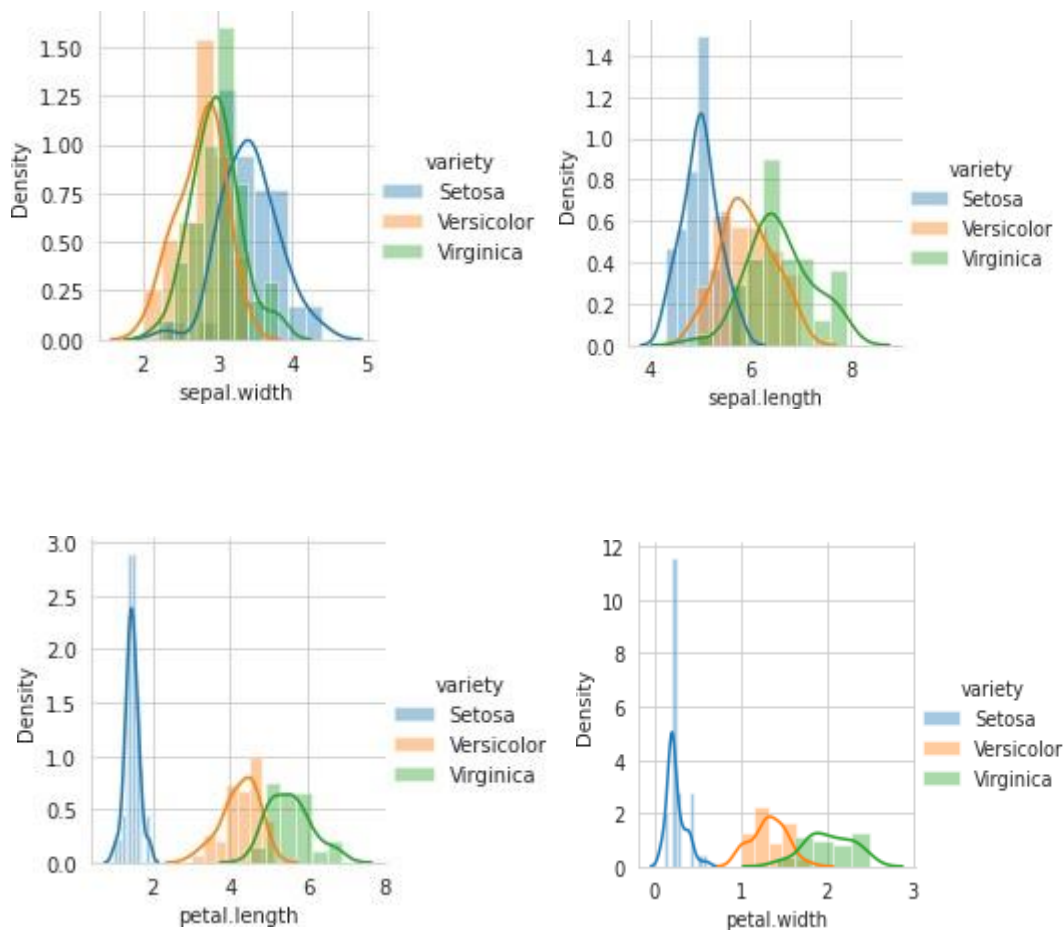 1.50
1.25
1.00
0.75
0.50
0.25
0.00
Density
2 3 4 5
sepal.width
variety
Setosa
Versicolor
Virginica
1.4
1.2
1.0
0.8
0.6
0.4
0.2
0.0
Density
4 6 8
sepal.length
variety
Setosa
Versicolor
Virginica
3.0
2.5
2.0
1.5
1.0
0.5
0.0
Density
2 4 6 8
petal.length
variety
Setosa
Versicolor
Virginica
12
10
8
6
4
2
0
Density
0 1 2 3
petal.width
variety
Setosa
Versicolor
Virginica